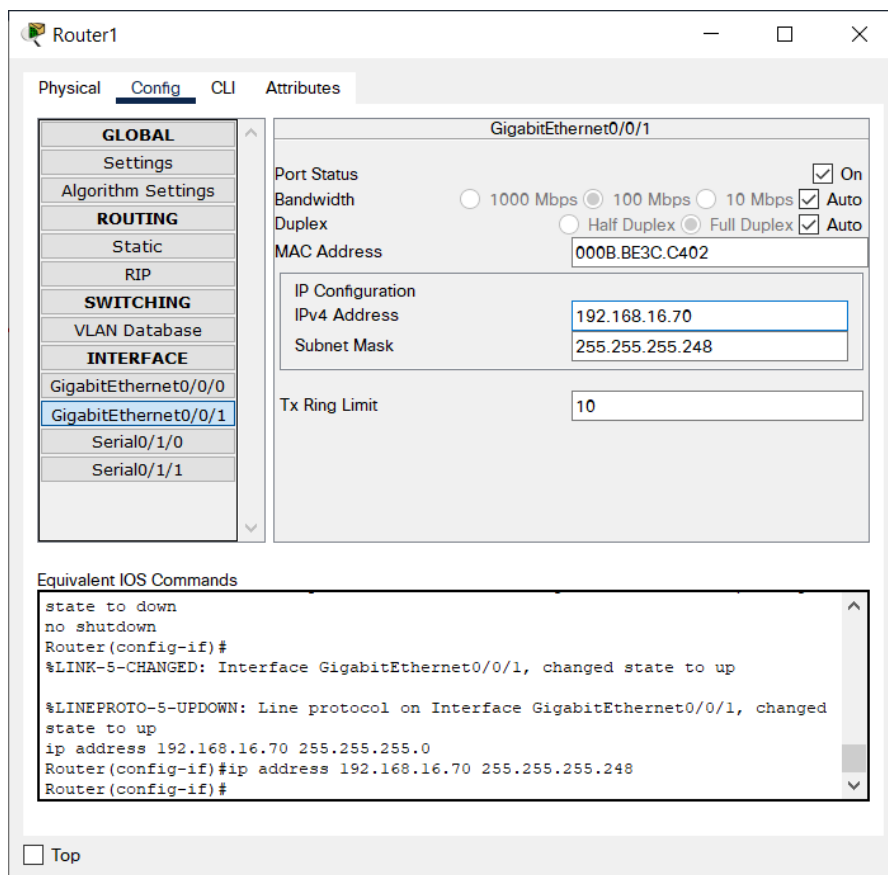 Router1
Physical Config CLI Attributes
GLOBAL
Settings
Algorithm Settings
ROUTING
Static
RIP
SWITCHING
VLAN Database
INTERFACE
GigabitEthernet0/0/0
GigabitEthernet0/0/1
Serial0/1/0
Serial0/1/1
GigabitEthernet0/0/1
Port Status On
Bandwidth 1000 Mbps 100 Mbps 10 Mbps Auto
Duplex Half Duplex Full Duplex Auto
MAC Address 000B.BE3C.C402
IP Configuration
IPv4 Address 192.168.16.70
Subnet Mask 255.255.255.248
Tx Ring Limit 10
Equivalent IOS Commands
state to down
no shutdown
Router(config-if)#
%LINK-5-CHANGED: Interface GigabitEthernet0/0/1, changed state to up
%LINEPROTO-5-UPDOWN: Line protocol on Interface GigabitEthernet0/0/1, changed
state to up
ip address 192.168.16.70 255.255.255.0
Router(config-if)#ip address 192.168.16.70 255.255.255.248
Router(config-if)#
Top